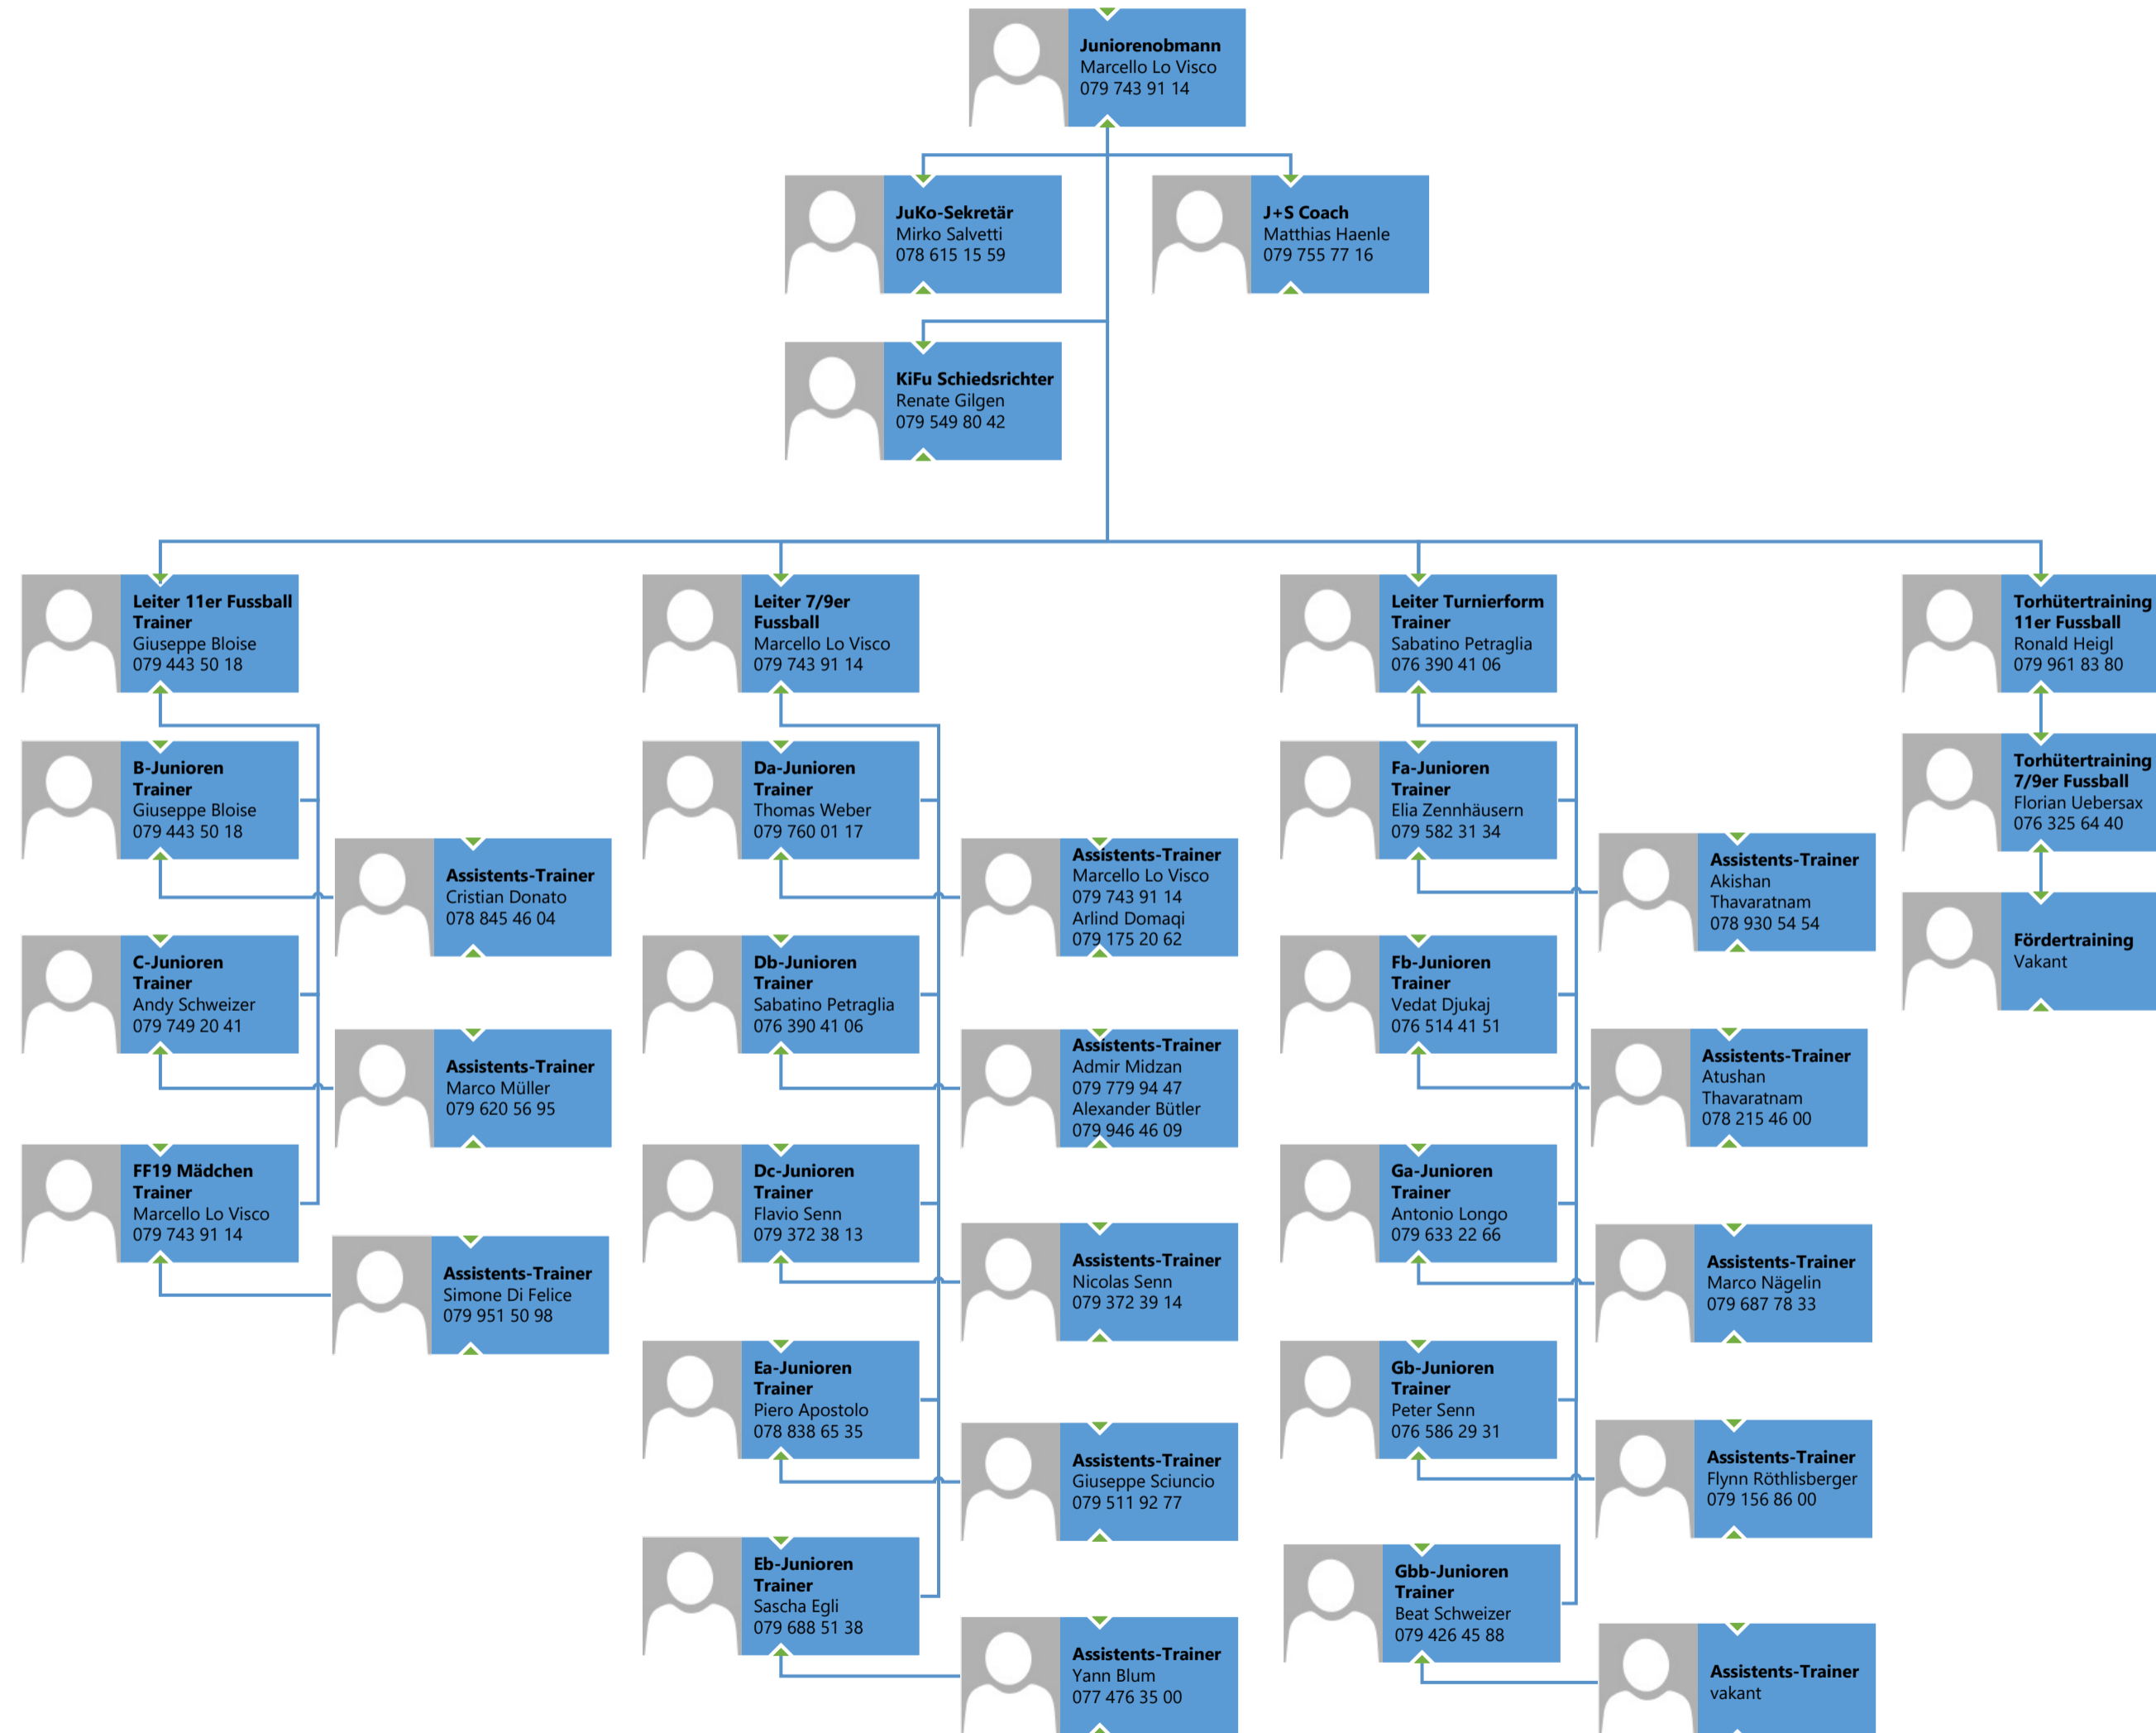 Juniorenobmann
Marcello Lo Visco
079 743 91 14
JuKo-Sekretär
Mirko Salvetti
078 615 15 59
J+S Coach
Matthias Haenle
079 755 77 16
KiFu Schiedsrichter
Renate Gilgen
079 549 80 42
Leiter 11er Fussball
Trainer
Giuseppe Bloise
079 443 50 18
B-Junioren
Trainer
Giuseppe Bloise
079 443 50 18
Assistents-Trainer
Cristian Donato
078 845 46 04
C-Junioren
Trainer
Andy Schweizer
079 749 20 41
Assistents-Trainer
Marco Müller
079 620 56 95
FF19 Mädchen
Trainer
Marcello Lo Visco
079 743 91 14
Assistents-Trainer
Simone Di Felice
079 951 50 98
Leiter 7/9er
Fussball
Marcello Lo Visco
079 743 91 14
Da-Junioren
Trainer
Thomas Weber
079 760 01 17
Assistents-Trainer
Marcello Lo Visco
079 743 91 14
Arlind Domaqi
079 175 20 62
Db-Junioren
Trainer
Sabatino Petraglia
076 390 41 06
Assistents-Trainer
Admir Midzan
079 779 94 47
Alexander Bütler
079 946 46 09
Dc-Junioren
Trainer
Flavio Senn
079 372 38 13
Assistents-Trainer
Nicolas Senn
079 372 39 14
Ea-Junioren
Trainer
Piero Apostolo
078 838 65 35
Assistents-Trainer
Giuseppe Sciuncio
079 511 92 77
Eb-Junioren
Trainer
Sascha Egli
079 688 51 38
Assistents-Trainer
Yann Blum
077 476 35 00
Leiter Turnierform
Trainer
Sabatino Petraglia
076 390 41 06
Fa-Junioren
Trainer
Elia Zennhäusern
079 582 31 34
Assistents-Trainer
Akishan
Thavaratnam
078 930 54 54
Fb-Junioren
Trainer
Vedat Djukaj
076 514 41 51
Assistents-Trainer
Atushan
Thavaratnam
078 215 46 00
Ga-Junioren
Trainer
Antonio Longo
079 633 22 66
Assistents-Trainer
Marco Nägelin
079 687 78 33
Gb-Junioren
Trainer
Peter Senn
076 586 29 31
Assistents-Trainer
Flynn Röthlisberger
079 156 86 00
Gbb-Junioren
Trainer
Beat Schweizer
079 426 45 88
Assistents-Trainer
vakant
Torhütertraining
11er Fussball
Ronald Heigl
079 961 83 80
Torhütertraining
7/9er Fussball
Florian Uebersax
076 325 64 40
Fördertraining
Vakant